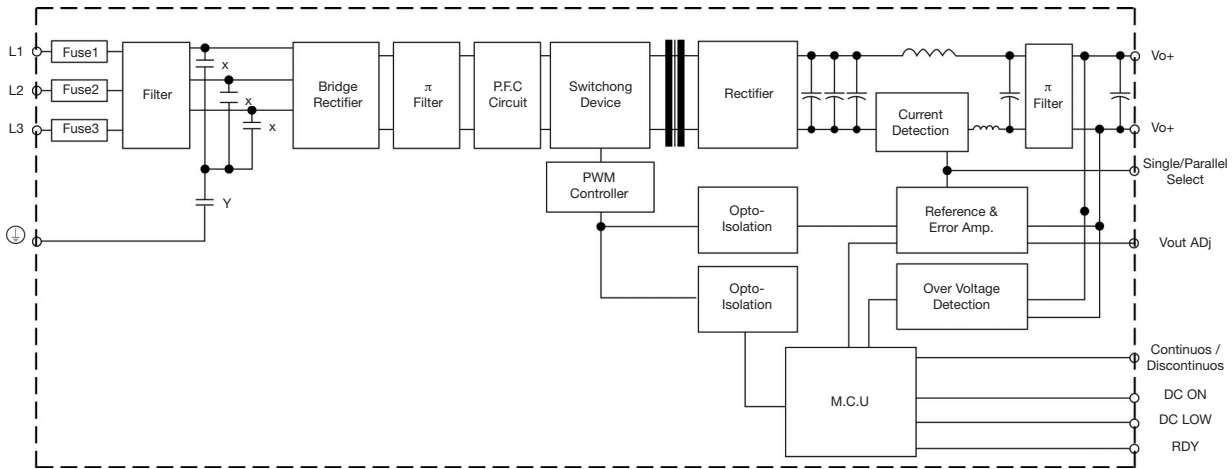 L1
Fuse1
L2
Fuse2
L3
Fuse3
Filter
x
x
x
Y
Bridge
Rectifier
π
Filter
P.F.C
Circuit
Switchong
Device
PWM
Controller
Rectifier
Current
Detection
π
Filter
Vo+
Vo+
Single/Parallel
Select
Opto-
Isolation
Reference &
Error Amp.
Vout ADj
Opto-
Isolation
Over Voltage
Detection
M.C.U
Continuos /
Discontinuos
DC ON
DC LOW
RDY